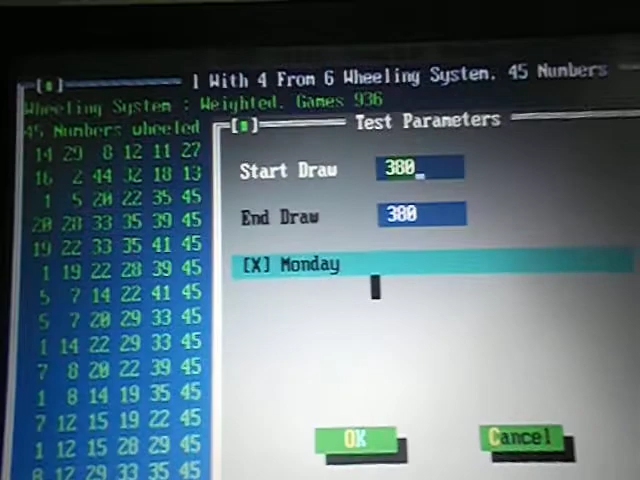 1 With 4 From 6 Wheeling System. 45 Numbers
Wheeling System : Weighted. Games 936
45 Numbers wheeled
Test Parameters
14 29 8 12 11 27
16 2 44 32 18 13
1 5 20 22 35 45
20 28 33 35 39 45
19 22 33 35 41 45
1 19 22 28 39 45
5 7 14 22 41 45
5 7 20 29 33 45
1 14 22 29 33 45
7 8 20 22 39 45
1 8 14 19 35 45
7 12 15 19 22 45
1 12 15 28 29 45
8 12 29 33 35 45
Start Draw 380
End Draw 380
[X] Monday
OK Cancel